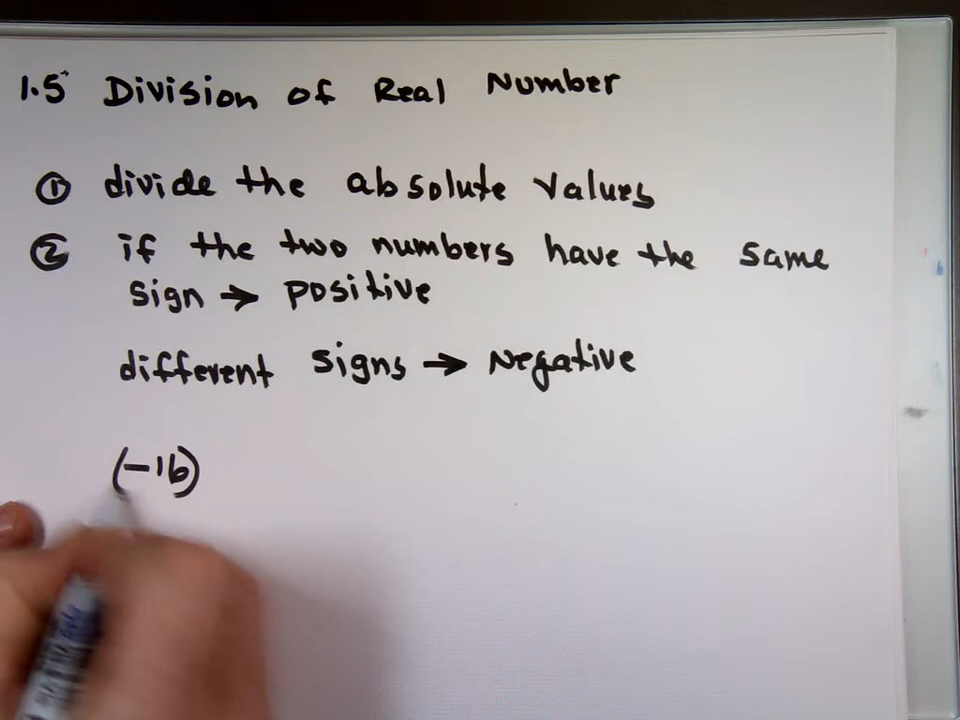 1.5 Division of Real Number
① divide the absolute values
② if the two numbers have the same
sign → positive
different signs → Negative
(-16)